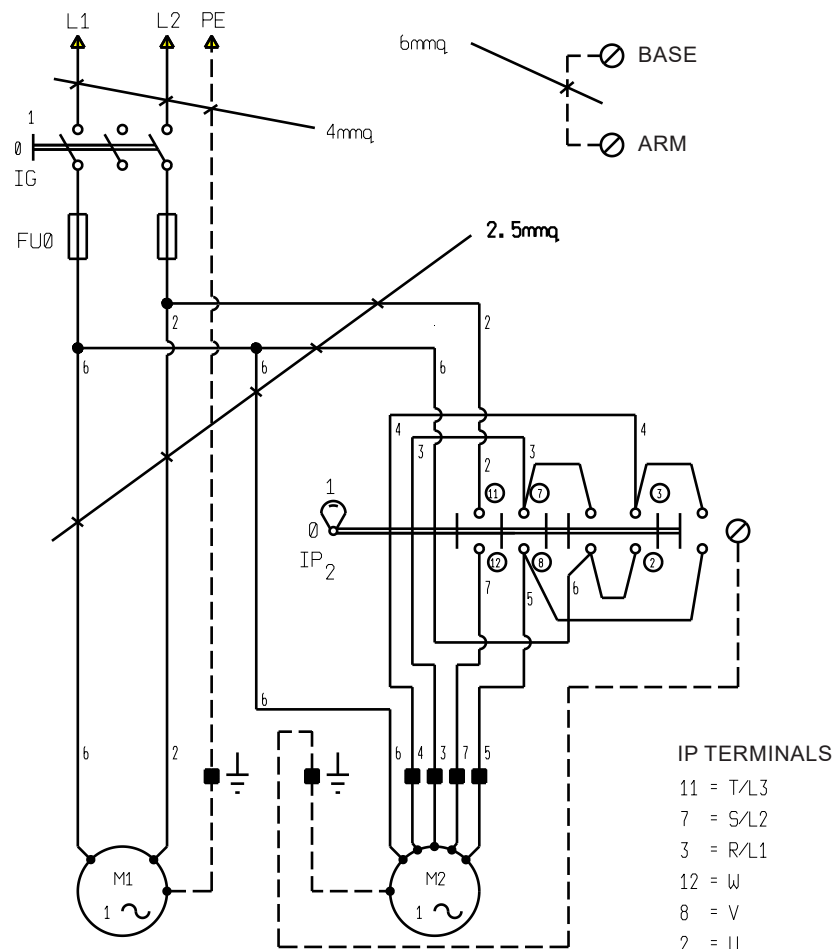 L1 L2 PE
6mmq BASE
4mmq ARM
1
0
IG
FU0
2.5mmq
2 2
6 6 6
4 4
3 3
2
1 11 7 3
0
IP2 12 8 2
7 5 6
6
6 2 6 4 3 7 5
IP TERMINALS
11 = T/L3
7 = S/L2
3 = R/L1
12 = W
8 = V
2 = U
M1 M2
1 1